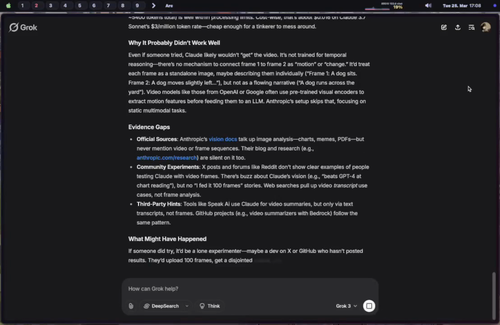 1 2 3 4 5 6 7 8 9 Arc
78%
Tue 25. Mar 17:05
Grok
~5400 tokens total) is well within processing limits. Cost-wise, that's about $0.016 on Claude 3.7
Sonnet's $3/million token rate—cheap enough for a tinkerer to mess around.
Why It Probably Didn't Work Well
Even if someone tried, Claude likely wouldn't "get" the video. It's not trained for temporal
reasoning—there's no mechanism to connect frame 1 to frame 2 as "motion" or "change." It'd treat
each frame as a standalone image, maybe describing them individually ("Frame 1: A dog sits.
Frame 2: A dog moves slightly left..."), but not as a flowing narrative ("A dog runs across the
yard"). Video models like those from OpenAI or Google often use pre-trained visual encoders to
extract motion features before feeding them to an LLM. Anthropic's setup skips that, focusing on
static multimodal tasks.
Evidence Gaps
• Official Sources: Anthropic's vision docs talk up image analysis—charts, memes, PDFs—but
never mention video or frame sequences. Their blog and research (e.g.,
anthropic.com/research) are silent on it too.
• Community Experiments: X posts and forums like Reddit don't show clear examples of people
testing Claude with video frames. There's buzz about Claude's vision (e.g., "beats GPT-4 at
chart reading"), but no "I fed it 100 frames" stories. Web searches pull up video transcript use
cases, not frame analysis.
• Third-Party Hints: Tools like Speak AI use Claude for video summaries, but only via text
transcripts, not frames. GitHub projects (e.g., video summarizers with Bedrock) follow the
same pattern.
What Might Have Happened
If someone did try, it'd be a lone experimenter—maybe a dev on X or GitHub who hasn't posted
results. They'd upload 100 frames, get a disjointed
How can Grok help?
DeepSearch Think Grok 3